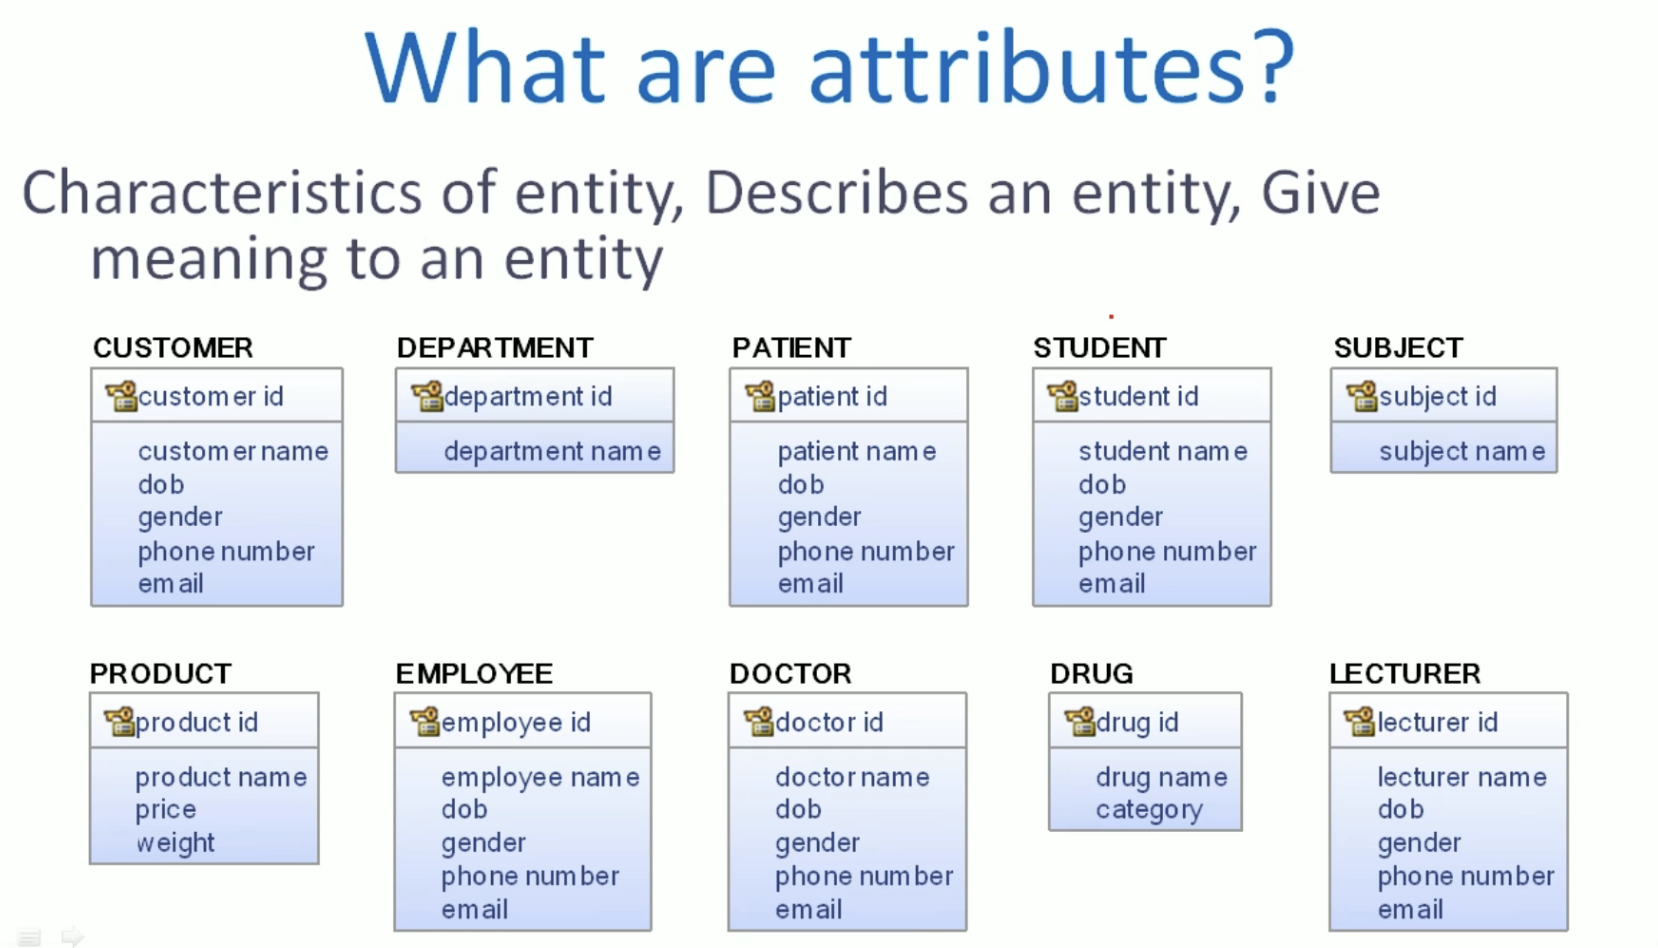 What are attributes?
Characteristics of entity, Describes an entity, Give
meaning to an entity
CUSTOMER
customer id
customer name
dob
gender
phone number
email
DEPARTMENT
department id
department name
PATIENT
patient id
patient name
dob
gender
phone number
email
STUDENT
student id
student name
dob
gender
phone number
email
SUBJECT
subject id
subject name
PRODUCT
product id
product name
price
weight
EMPLOYEE
employee id
employee name
dob
gender
phone number
email
DOCTOR
doctor id
doctor name
dob
gender
phone number
email
DRUG
drug id
drug name
category
LECTURER
lecturer id
lecturer name
dob
gender
phone number
email